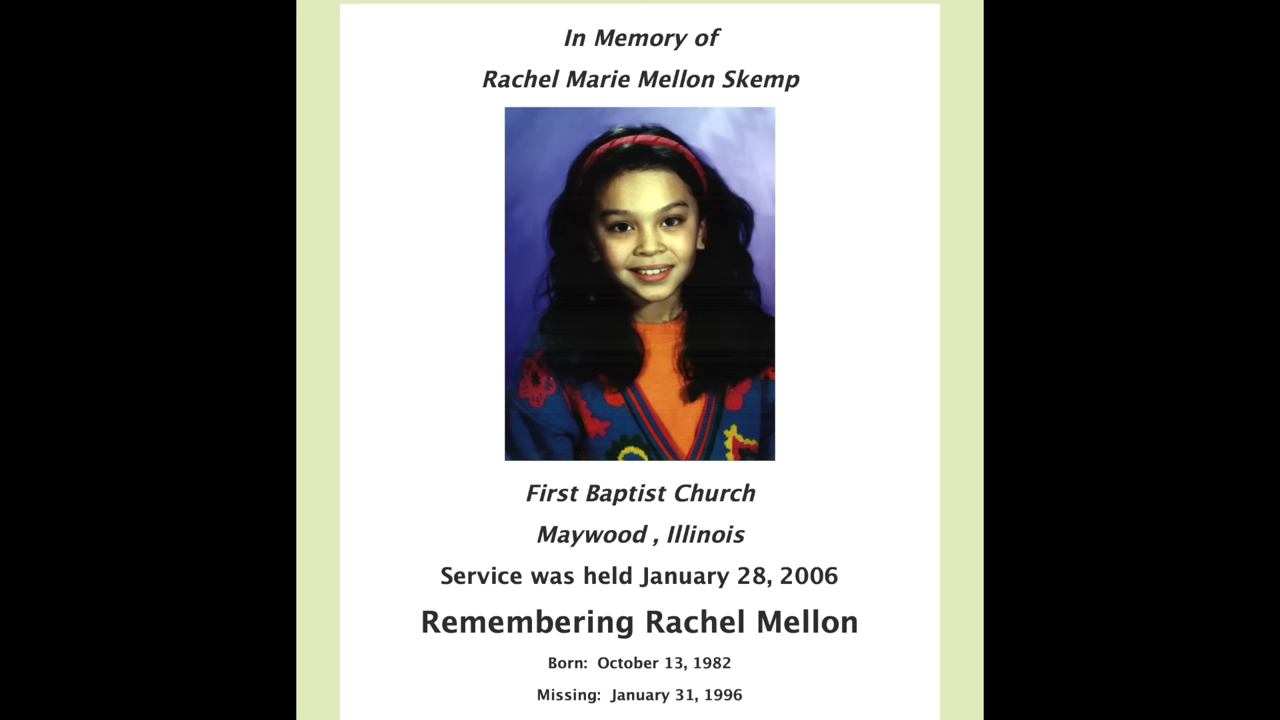 In Memory of
Rachel Marie Mellon Skemp
First Baptist Church
Maywood , Illinois
Service was held January 28, 2006
Remembering Rachel Mellon
Born: October 13, 1982
Missing: January 31, 1996